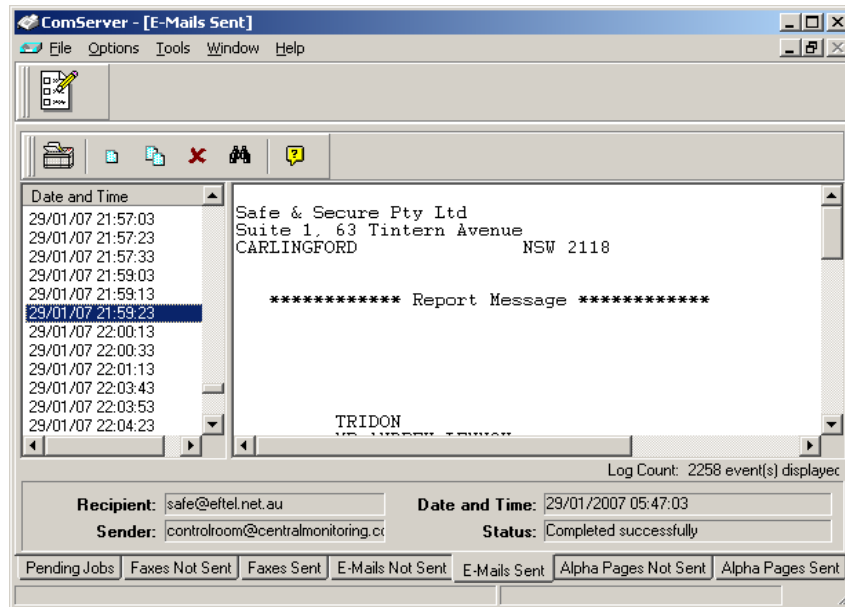 ComServer - [E-Mails Sent]
File Options Tools Window Help
Date and Time
29/01/07 21:57:03
29/01/07 21:57:23
29/01/07 21:57:33
29/01/07 21:59:03
29/01/07 21:59:13
29/01/07 21:59:23
29/01/07 22:00:13
29/01/07 22:00:33
29/01/07 22:01:13
29/01/07 22:03:43
29/01/07 22:03:53
29/01/07 22:04:23
Safe & Secure Pty Ltd
Suite 1, 63 Tintern Avenue
CARLINGFORD NSW 2118
************ Report Message ************
TRIDON
Log Count: 2258 event(s) displayed
Recipient: safe@eftel.net.au
Date and Time: 29/01/2007 05:47:03
Sender: controlroom@centralmonitoring.co
Status: Completed successfully
Pending Jobs Faxes Not Sent Faxes Sent E-Mails Not Sent E-Mails Sent Alpha Pages Not Sent Alpha Pages Sent